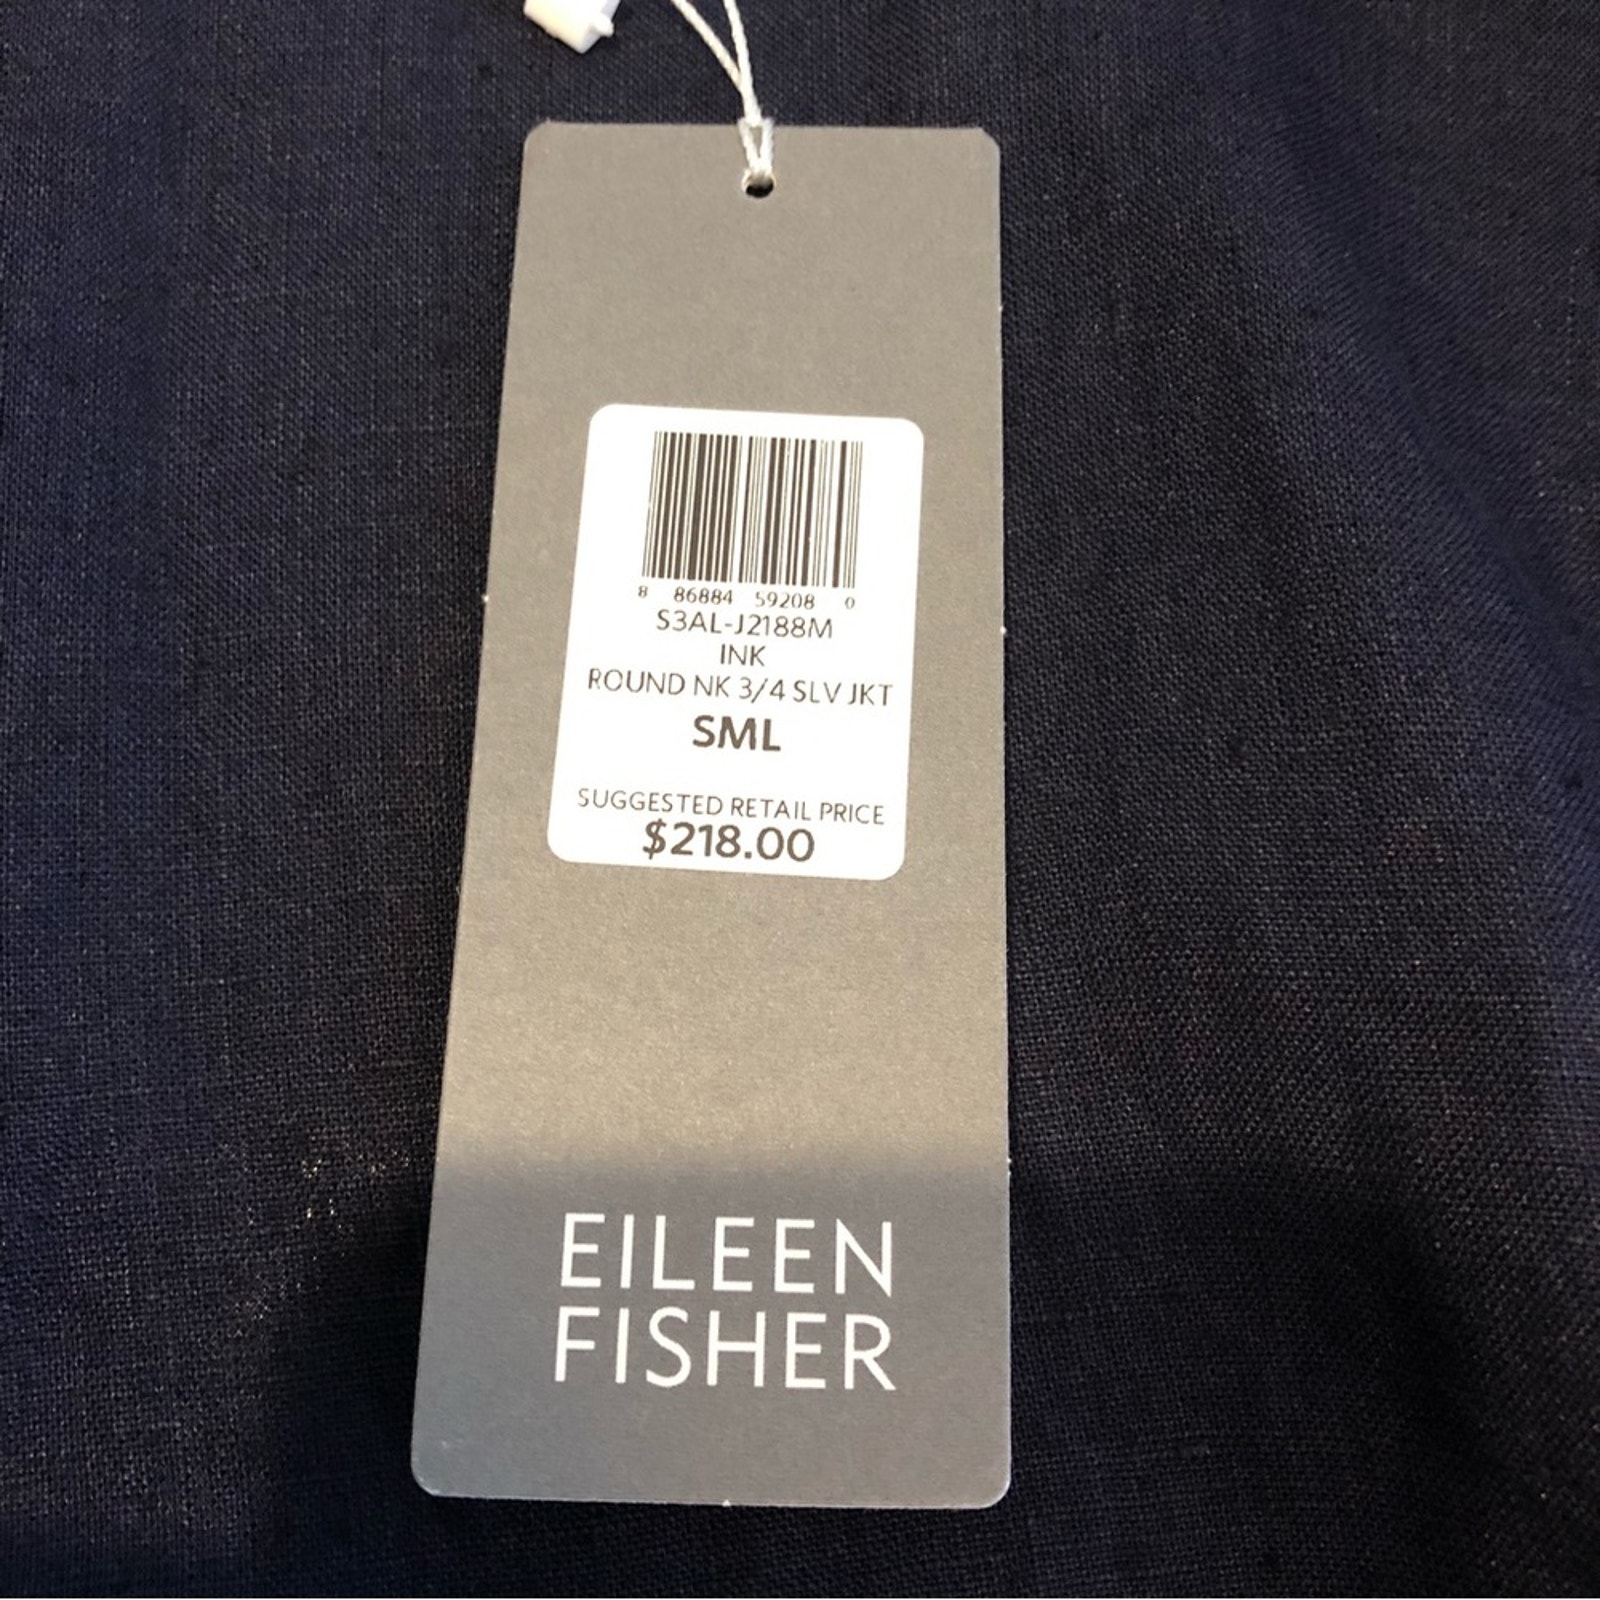 8 86884 59208 0
S3AL-J2188M
INK
ROUND NK 3/4 SLV JKT
SML
SUGGESTED RETAIL PRICE
$218.00
EILEEN
FISHER